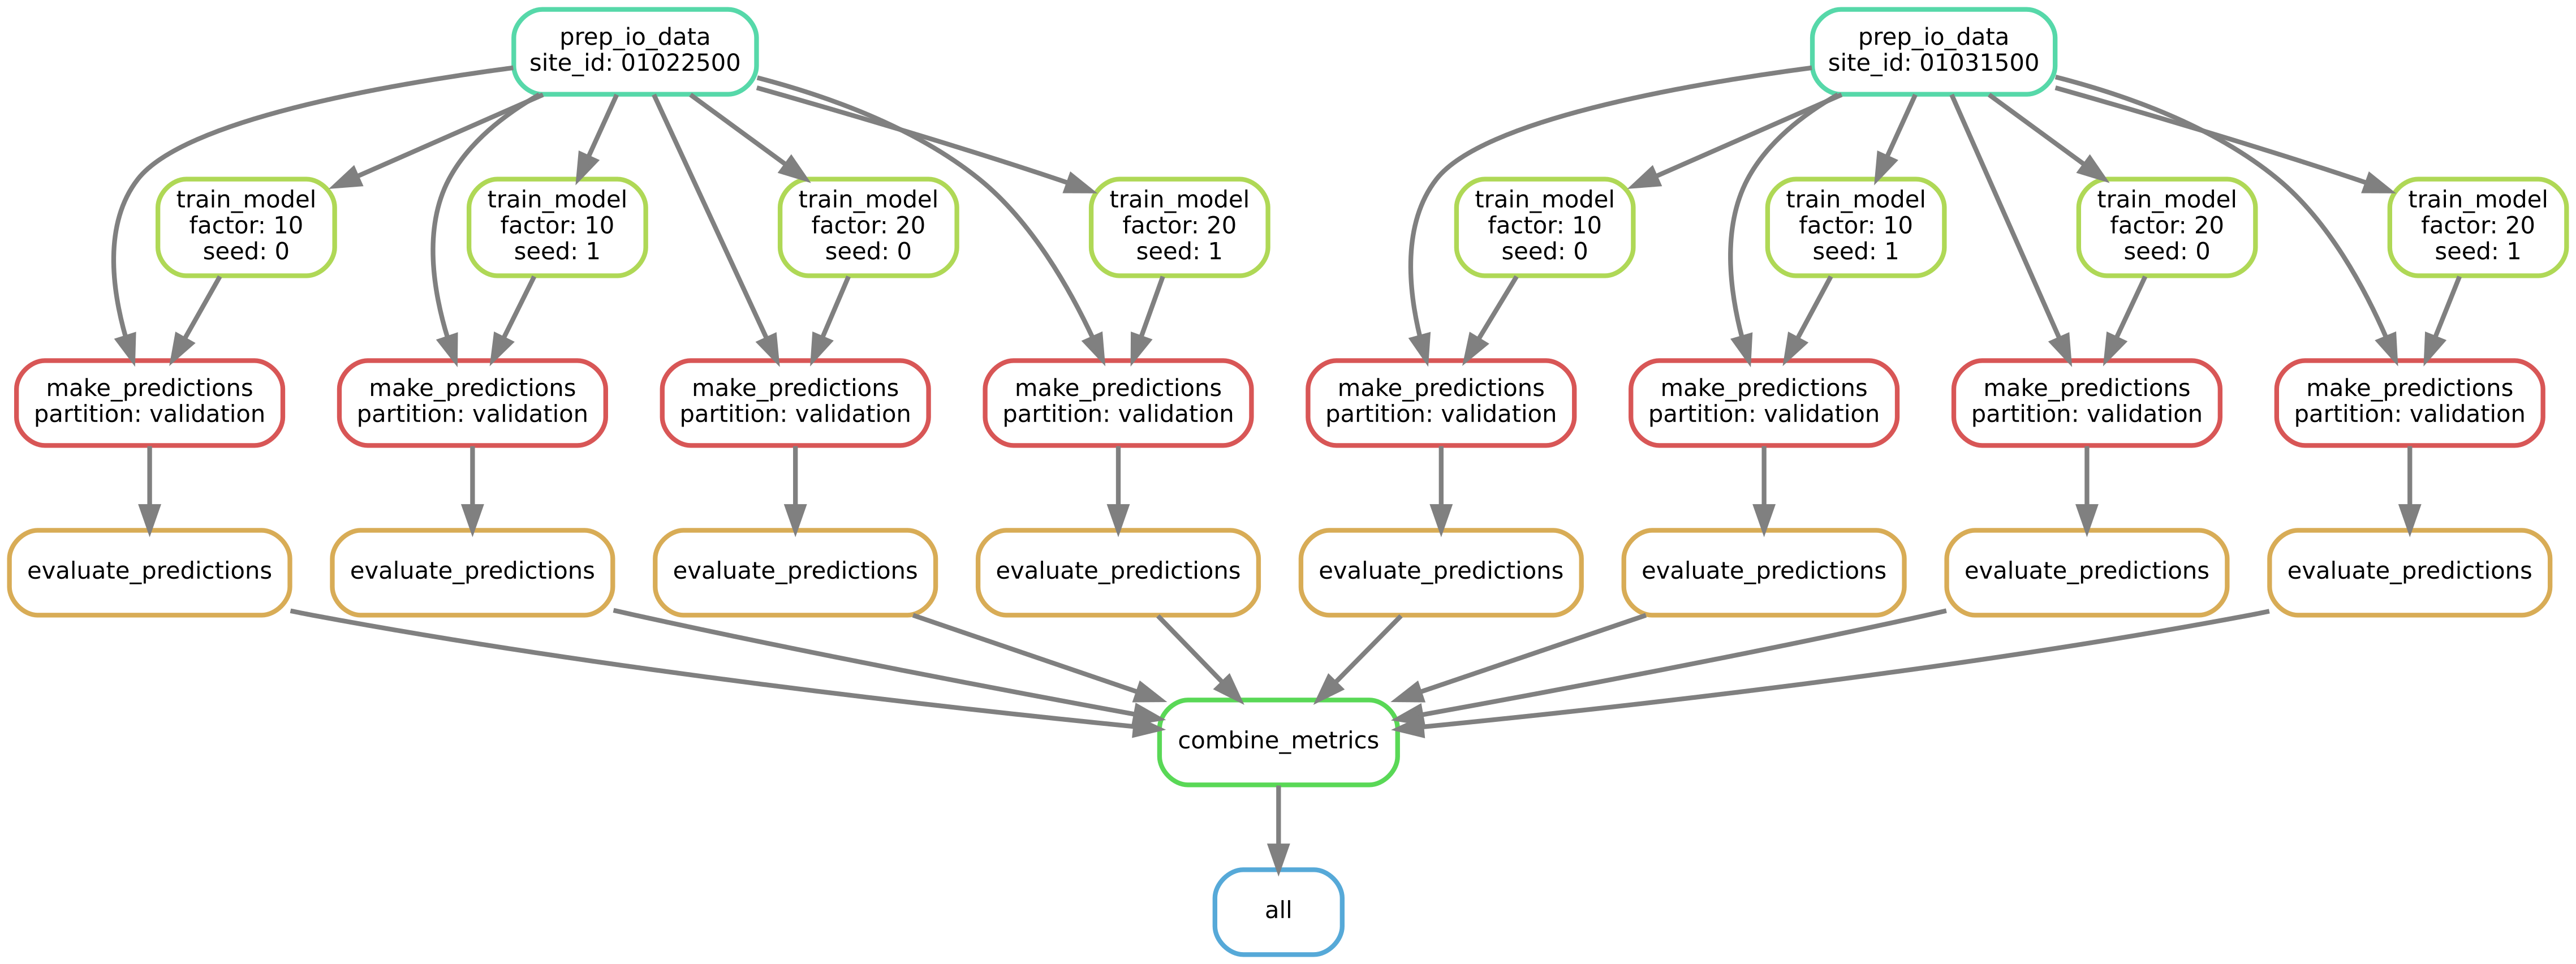 prep_io_data
site_id: 01022500
prep_io_data
site_id: 01031500
train_model
factor: 10
seed: 0
train_model
factor: 10
seed: 1
train_model
factor: 20
seed: 0
train_model
factor: 20
seed: 1
train_model
factor: 10
seed: 0
train_model
factor: 10
seed: 1
train_model
factor: 20
seed: 0
train_model
factor: 20
seed: 1
make_predictions
partition: validation
make_predictions
partition: validation
make_predictions
partition: validation
make_predictions
partition: validation
make_predictions
partition: validation
make_predictions
partition: validation
make_predictions
partition: validation
make_predictions
partition: validation
evaluate_predictions
evaluate_predictions
evaluate_predictions
evaluate_predictions
evaluate_predictions
evaluate_predictions
evaluate_predictions
evaluate_predictions
combine_metrics
all